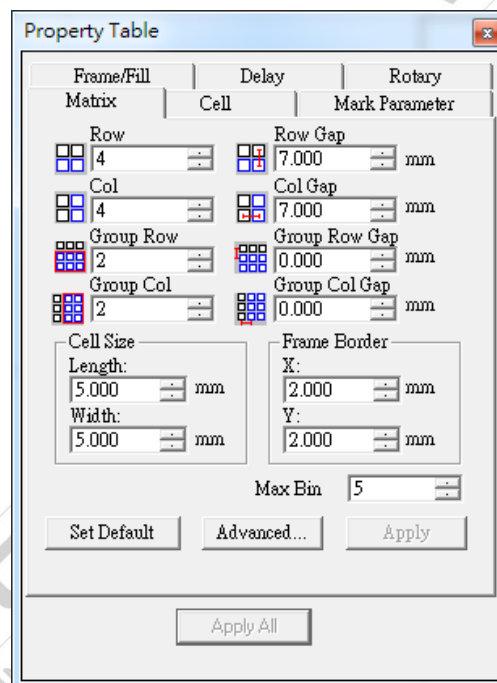 Property Table
Frame/Fill Delay Rotary
Matrix Cell Mark Parameter
Row Row Gap
4 7.000 mm
Col Col Gap
4 7.000 mm
Group Row Group Row Gap
2 0.000 mm
Group Col Group Col Gap
2 0.000 mm
Cell Size Frame Border
Length: X:
5.000 mm 2.000 mm
Width: Y:
5.000 mm 2.000 mm
Max Bin 5
Set Default Advanced... Apply
Apply All